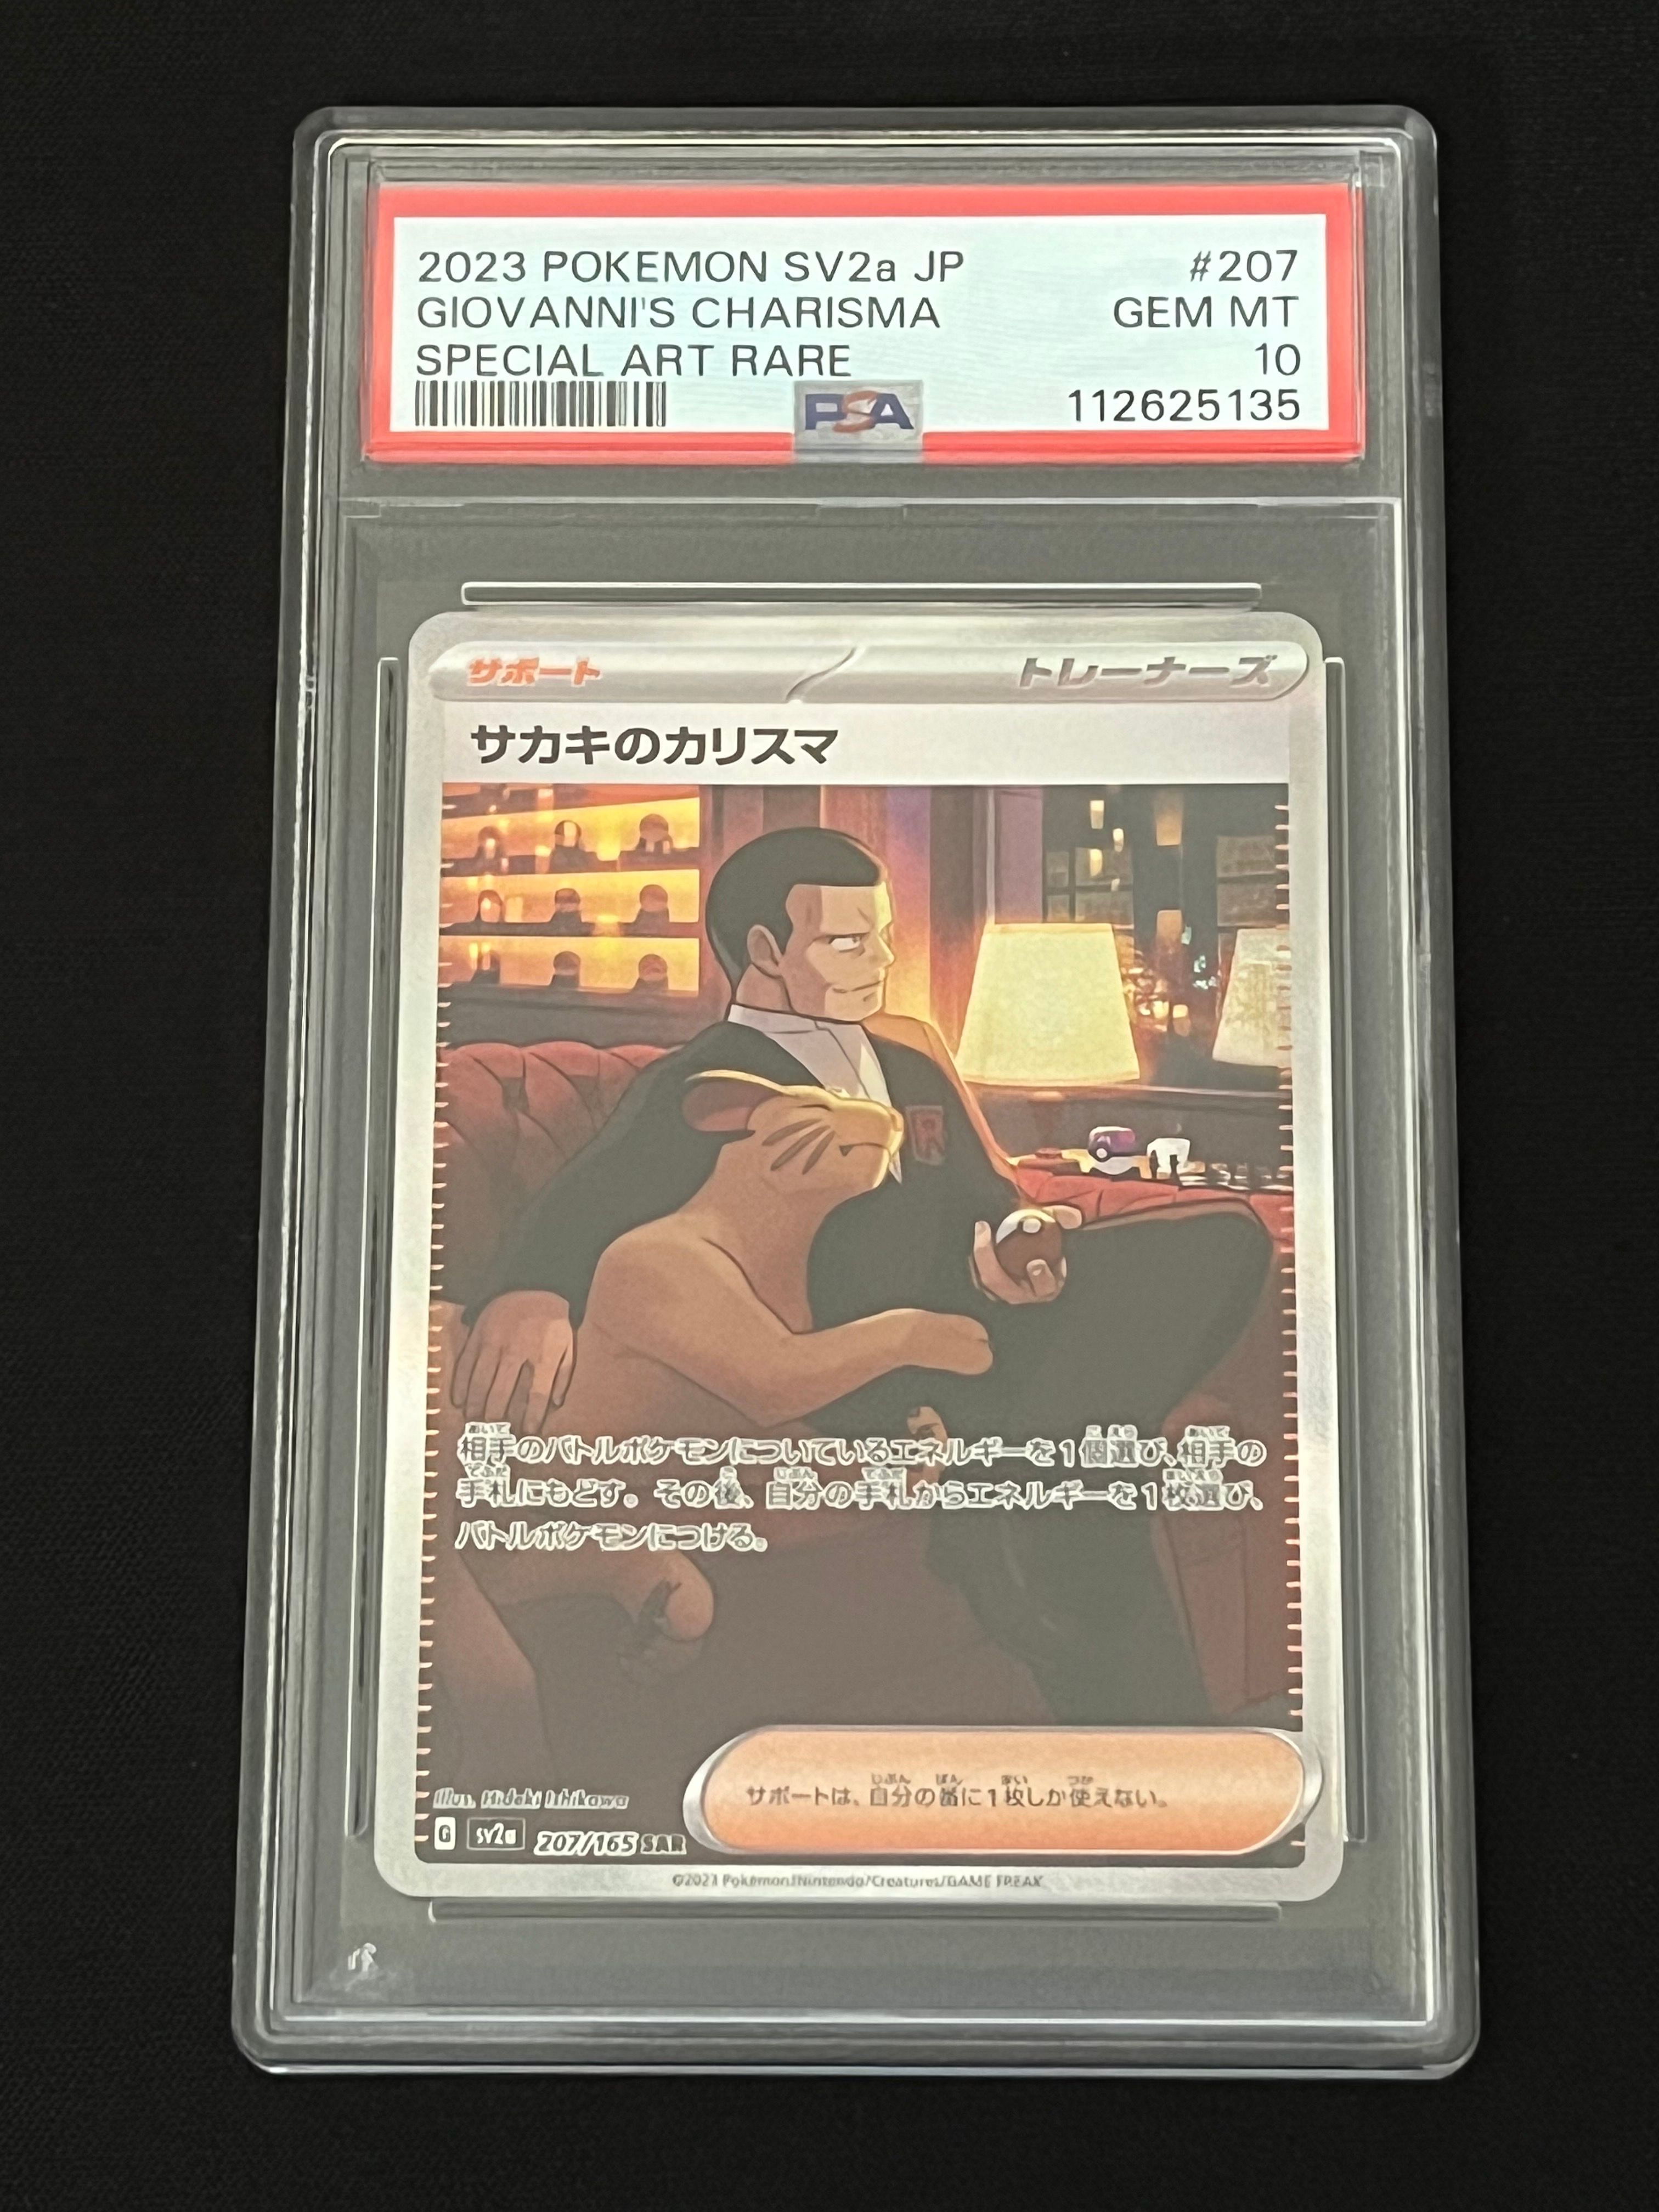 2023 POKEMON SV2a JP #207
GIOVANNI'S CHARISMA GEM MT
SPECIAL ART RARE 10
PSA 112625135
サポート トレーナーズ
サカキのカリスマ
相手のバトルポケモンについているエネルギーを1個選び、相手の
手札にもどす。その後、自分の手札からエネルギーを1枚選び、
バトルポケモンにつける。
サポートは、自分の番に1枚しか使えない。
Illus. Hideki Ishikawa
G sv2a 207/165 SAR
©2023 Pokémon/Nintendo/Creatures/GAME FREAK